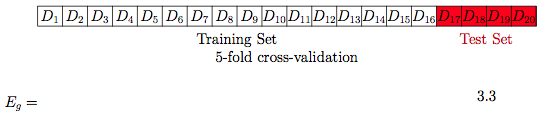 D₁ D₂ D₃ D₄ D₅ D₆ D₇ D₈ D₉ D₁₀ D₁₁ D₁₂ D₁₃ D₁₄ D₁₅ D₁₆ D₁₇ D₁₈ D₁₉ D₂₀
Training Set Test Set
5-fold cross-validation
3.3
E_g =